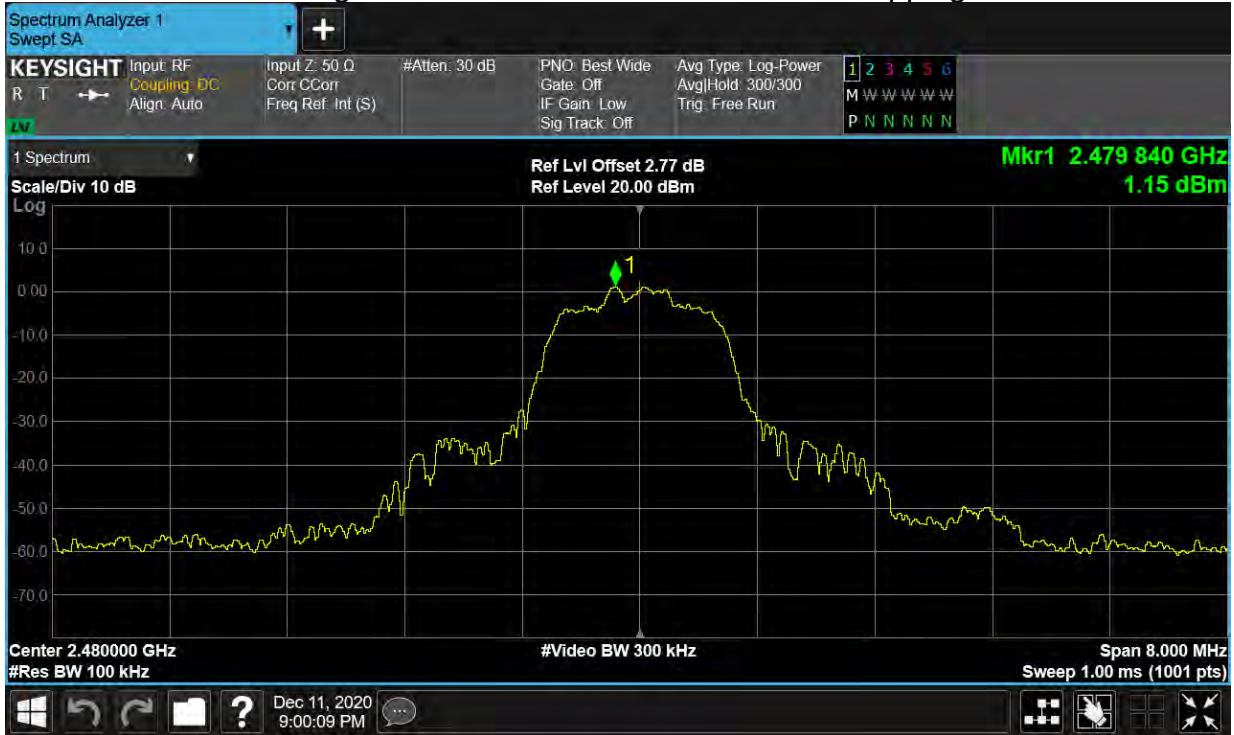 Spectrum Analyzer 1
Swept SA
+
KEYSIGHT
R T
LXI
Input: RF
Coupling: DC
Align: Auto
Input Z: 50 Ω
Corr CCorr
Freq Ref: Int (S)
#Atten: 30 dB
PNO: Best Wide
Gate: Off
IF Gain: Low
Sig Track: Off
Avg Type: Log-Power
Avg|Hold: 300/300
Trig: Free Run
1 2 3 4 5 6
M W W W W W
P N N N N N
1 Spectrum
Scale/Div 10 dB
Log
Ref Lvl Offset 2.77 dB
Ref Level 20.00 dBm
Mkr1 2.479 840 GHz
1.15 dBm
10.0
0.00
-10.0
-20.0
-30.0
-40.0
-50.0
-60.0
-70.0
1
Center 2.480000 GHz
#Res BW 100 kHz
#Video BW 300 kHz
Span 8.000 MHz
Sweep 1.00 ms (1001 pts)
?
Dec 11, 2020
9:00:09 PM